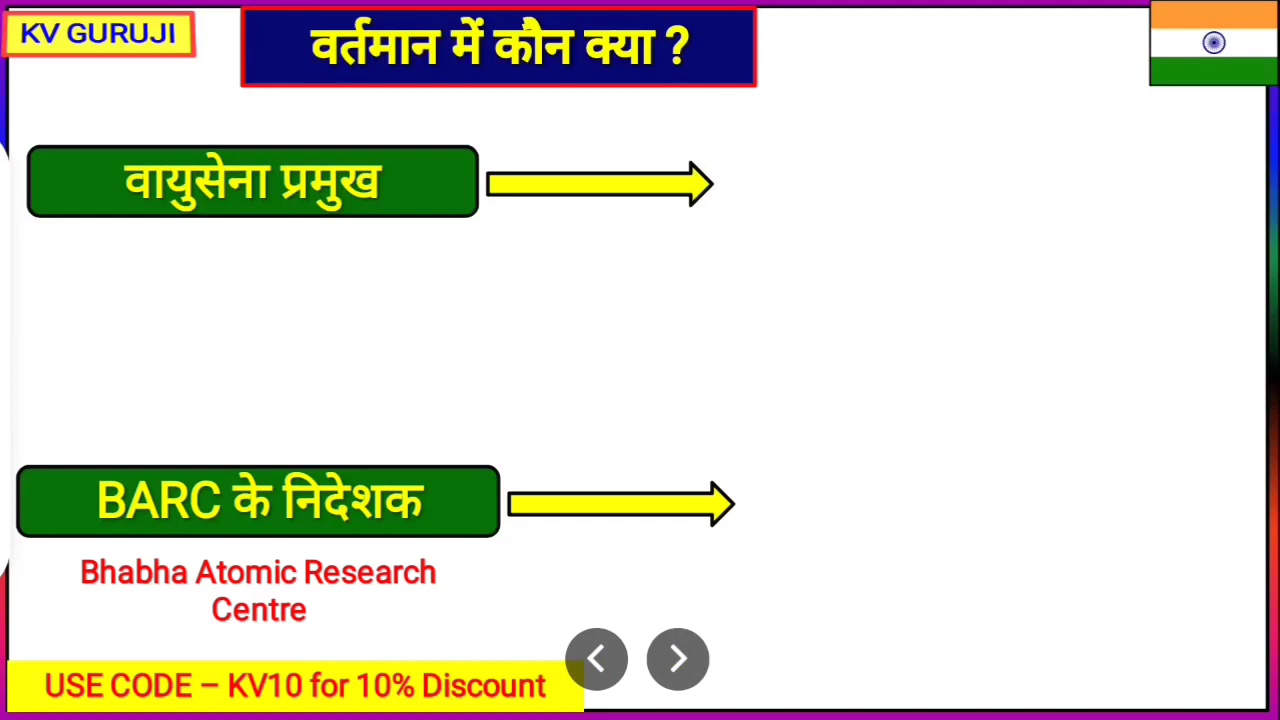 KV GURUJI
वर्तमान में कौन क्या ?
वायुसेना प्रमुख
BARC के निदेशक
Bhabha Atomic Research
Centre
USE CODE – KV10 for 10% Discount